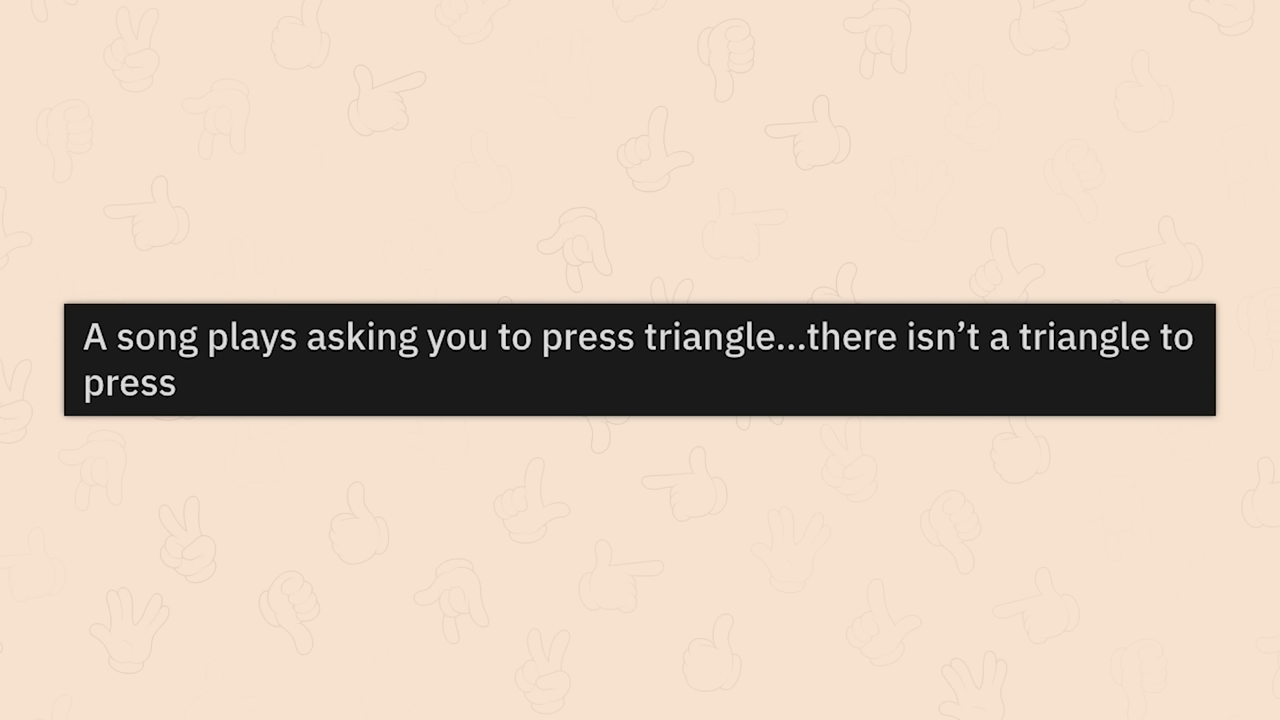 A song plays asking you to press triangle...there isn’t a triangle to
press